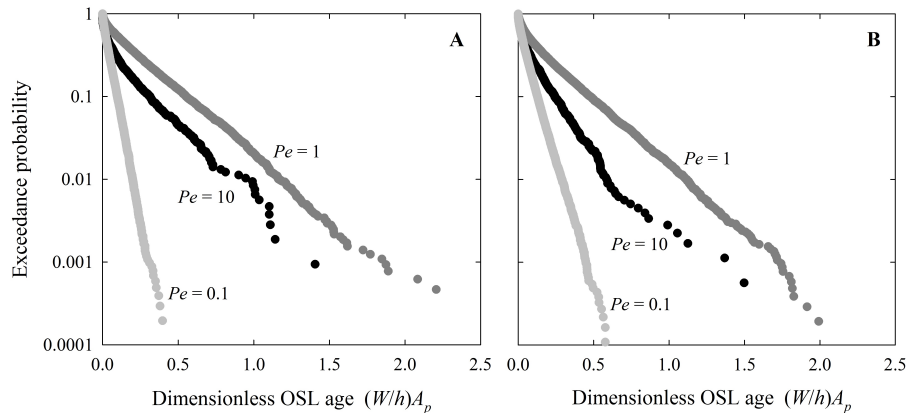 A
B
1
0.1
0.01
0.001
0.0001
Exceedance probability
Pe = 1
Pe = 10
Pe = 0.1
Pe = 1
Pe = 10
Pe = 0.1
0.0 0.5 1.0 1.5 2.0 2.5
0.0 0.5 1.0 1.5 2.0 2.5
Dimensionless OSL age (W/h)Ap
Dimensionless OSL age (W/h)Ap